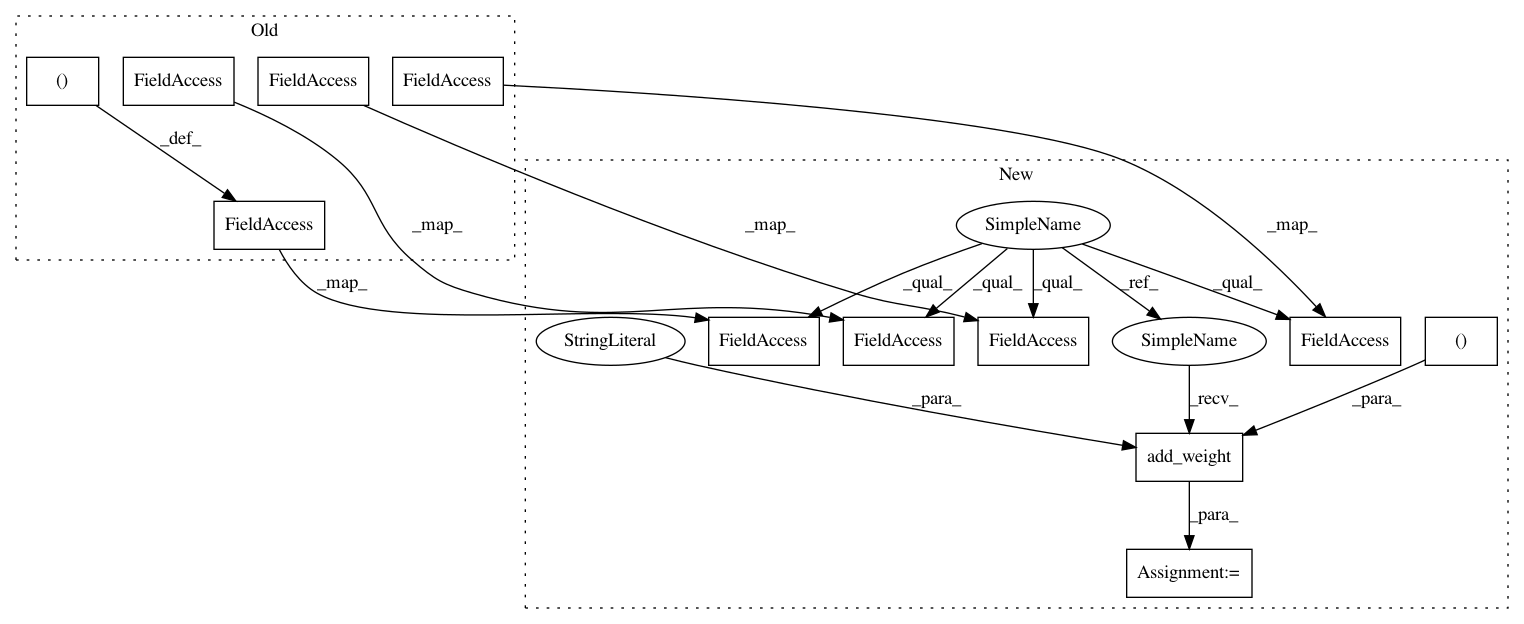 Old
()
FieldAccess
FieldAccess
FieldAccess
_def_
New
FieldAccess
SimpleName
_map_
_map_
_map_
_map_
_qual_
_qual_
_qual_
_ref_
_qual_
StringLiteral
FieldAccess
FieldAccess
FieldAccess
SimpleName
FieldAccess
()
_para_
_recv_
_para_
add_weight
_para_
Assignment:=